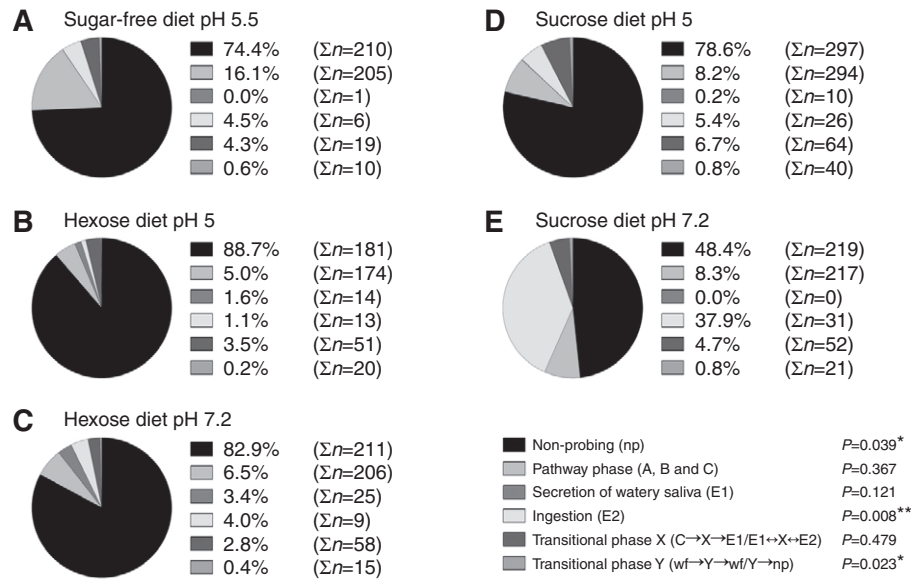 A Sugar-free diet pH 5.5
74.4% (Σn=210)
16.1% (Σn=205)
0.0% (Σn=1)
4.5% (Σn=6)
4.3% (Σn=19)
0.6% (Σn=10)
B Hexose diet pH 5
88.7% (Σn=181)
5.0% (Σn=174)
1.6% (Σn=14)
1.1% (Σn=13)
3.5% (Σn=51)
0.2% (Σn=20)
C Hexose diet pH 7.2
82.9% (Σn=211)
6.5% (Σn=206)
3.4% (Σn=25)
4.0% (Σn=9)
2.8% (Σn=58)
0.4% (Σn=15)
D Sucrose diet pH 5
78.6% (Σn=297)
8.2% (Σn=294)
0.2% (Σn=10)
5.4% (Σn=26)
6.7% (Σn=64)
0.8% (Σn=40)
E Sucrose diet pH 7.2
48.4% (Σn=219)
8.3% (Σn=217)
0.0% (Σn=0)
37.9% (Σn=31)
4.7% (Σn=52)
0.8% (Σn=21)
Non-probing (np) P=0.039*
Pathway phase (A, B and C) P=0.367
Secretion of watery saliva (E1) P=0.121
Ingestion (E2) P=0.008**
Transitional phase X (C→X→E1/E1↔X↔E2) P=0.479
Transitional phase Y (wf→Y→wf/Y→np) P=0.023*